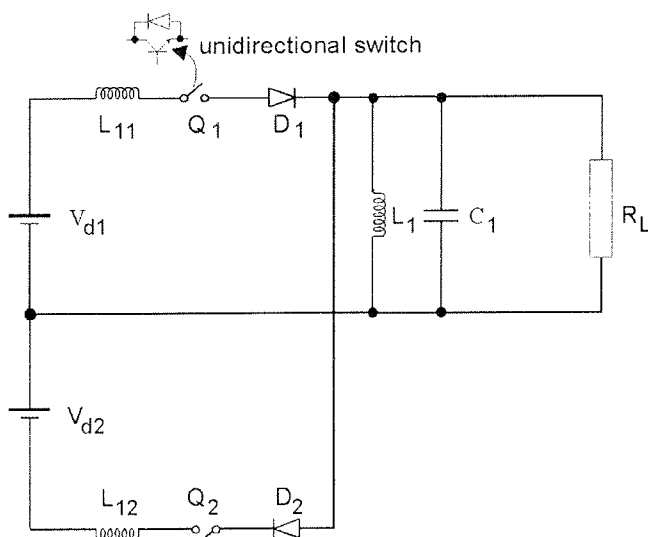 unidirectional switch
L11 Q1 D1
Vd1 L1 C1 RL
Vd2
L12 Q2 D2